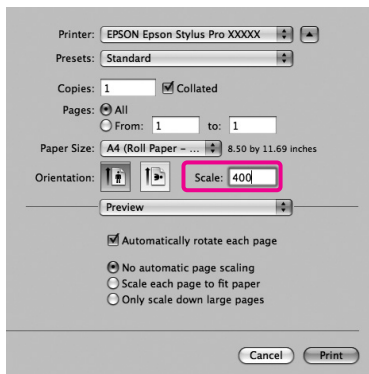 Printer: EPSON Epson Stylus Pro XXXXX
Presets: Standard
Copies: 1 Collated
Pages: All
From: 1 to: 1
Paper Size: A4 (Roll Paper – ... 8.50 by 11.69 inches
Orientation: Scale: 400
Preview
Automatically rotate each page
No automatic page scaling
Scale each page to fit paper
Only scale down large pages
Cancel Print